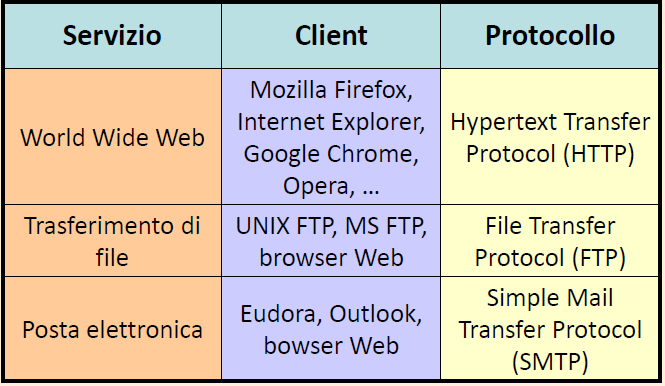 Servizio Client Protocollo
World Wide Web
Mozilla Firefox,
Internet Explorer,
Google Chrome,
Opera, ...
Hypertext Transfer
Protocol (HTTP)
Trasferimento di
file
UNIX FTP, MS FTP,
browser Web
File Transfer
Protocol (FTP)
Posta elettronica
Eudora, Outlook,
bowser Web
Simple Mail
Transfer Protocol
(SMTP)